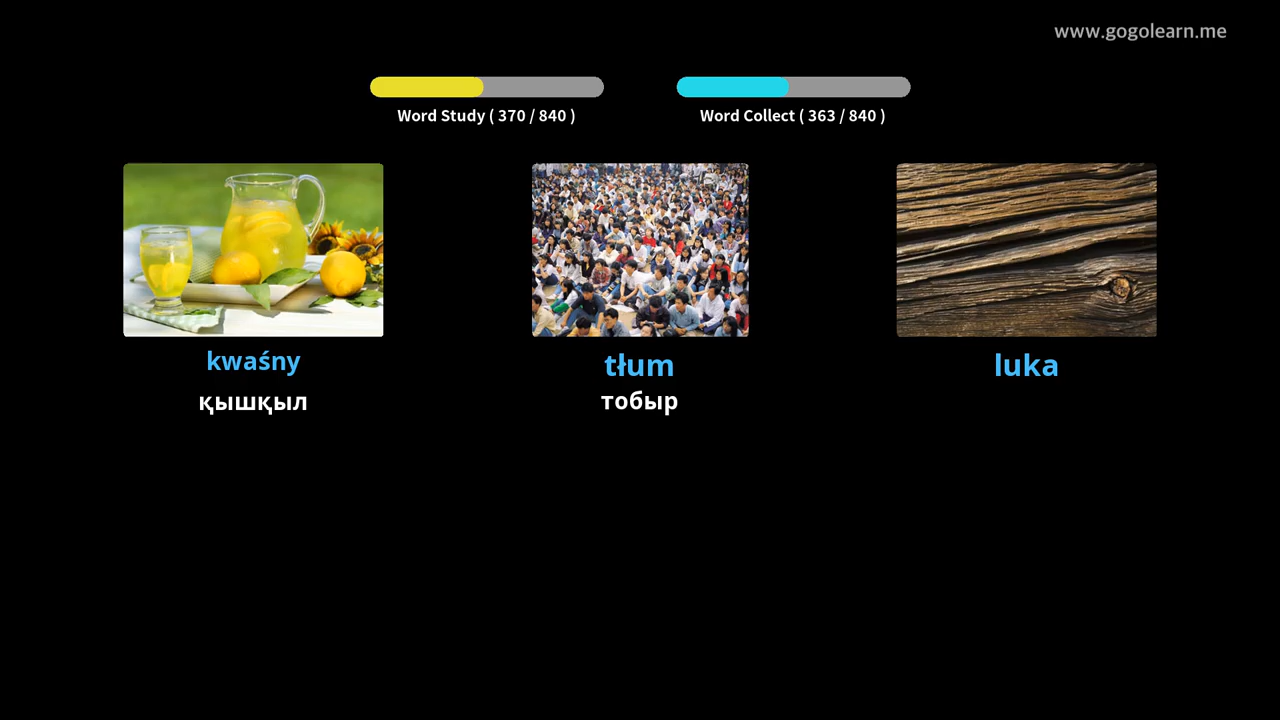 www.gogolearn.me
Word Study ( 370 / 840 )
Word Collect ( 363 / 840 )
kwaśny
қышқыл
tłum
тобыр
luka